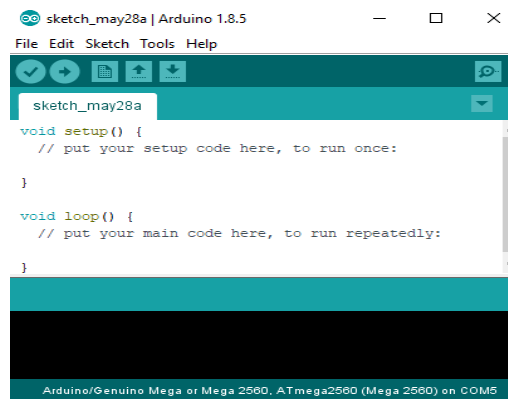 sketch_may28a | Arduino 1.8.5
File Edit Sketch Tools Help
sketch_may28a
void setup() {
  // put your setup code here, to run once:
}
void loop() {
  // put your main code here, to run repeatedly:
}
Arduino/Genuino Mega or Mega 2560, ATmega2560 (Mega 2560) on COM5